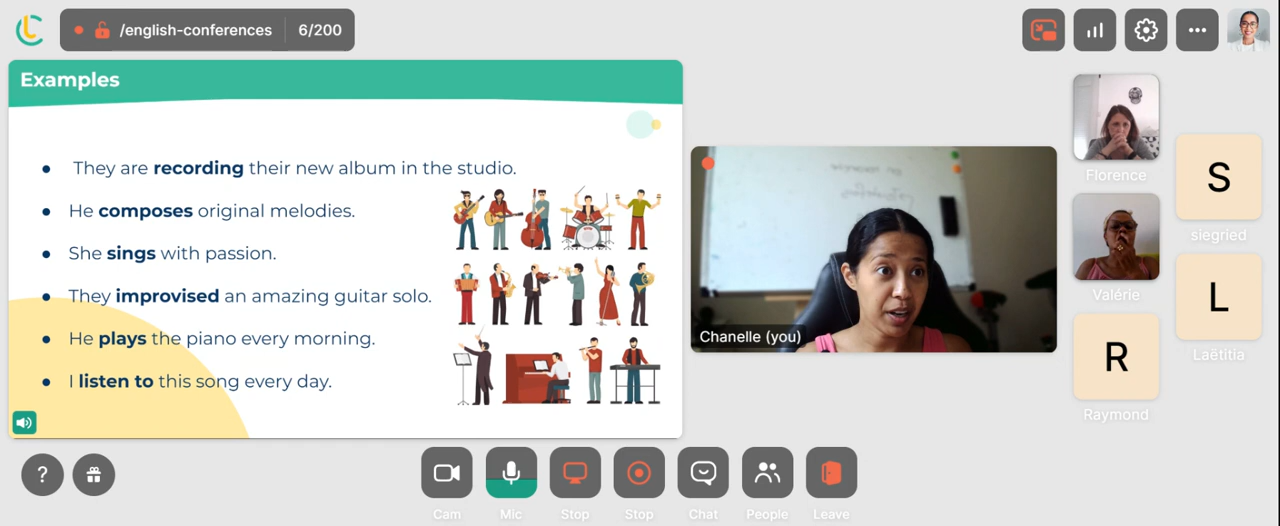 /english-conferences 6/200
Examples
• They are recording their new album in the studio.
• He composes original melodies.
• She sings with passion.
• They improvised an amazing guitar solo.
• He plays the piano every morning.
• I listen to this song every day.
Chanelle (you)
Florence
Valérie
R
Raymond
S
siegried
L
Laëtitia
?
Cam
Mic
Stop
Stop
Chat
People
Leave